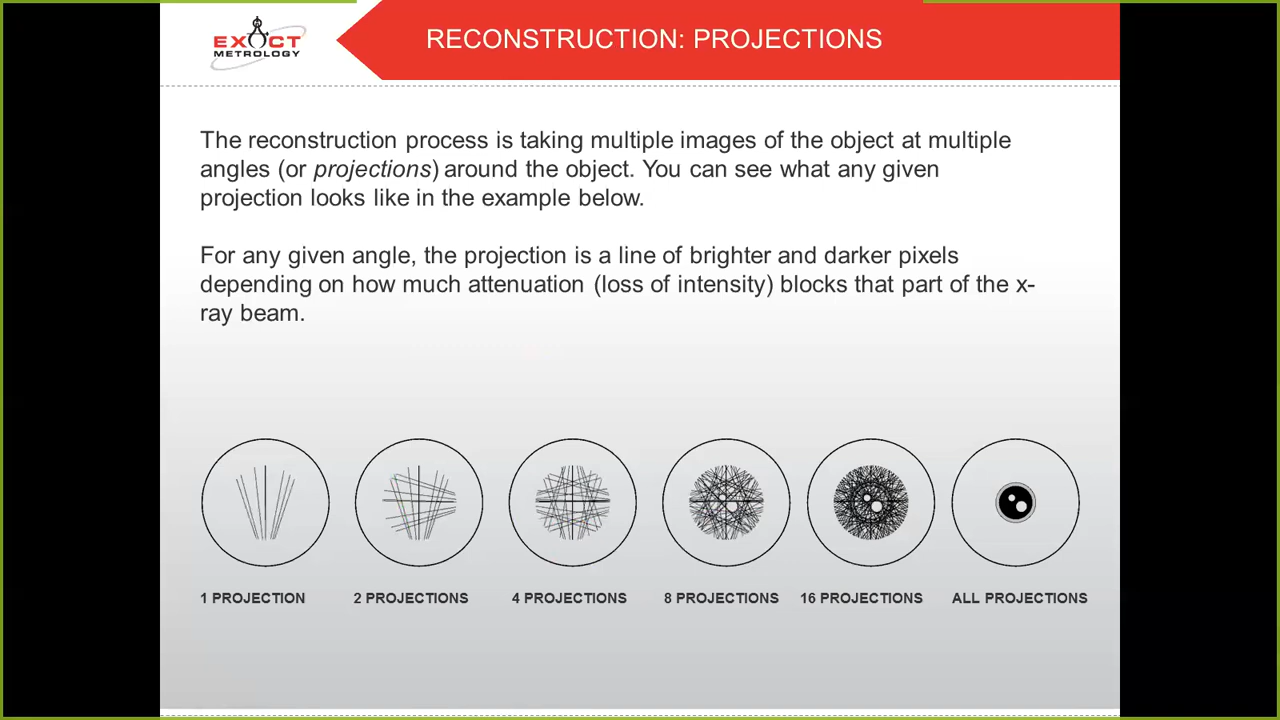 EXACT
METROLOGY
RECONSTRUCTION: PROJECTIONS
The reconstruction process is taking multiple images of the object at multiple
angles (or projections) around the object. You can see what any given
projection looks like in the example below.
For any given angle, the projection is a line of brighter and darker pixels
depending on how much attenuation (loss of intensity) blocks that part of the x-
ray beam.
1 PROJECTION
2 PROJECTIONS
4 PROJECTIONS
8 PROJECTIONS
16 PROJECTIONS
ALL PROJECTIONS